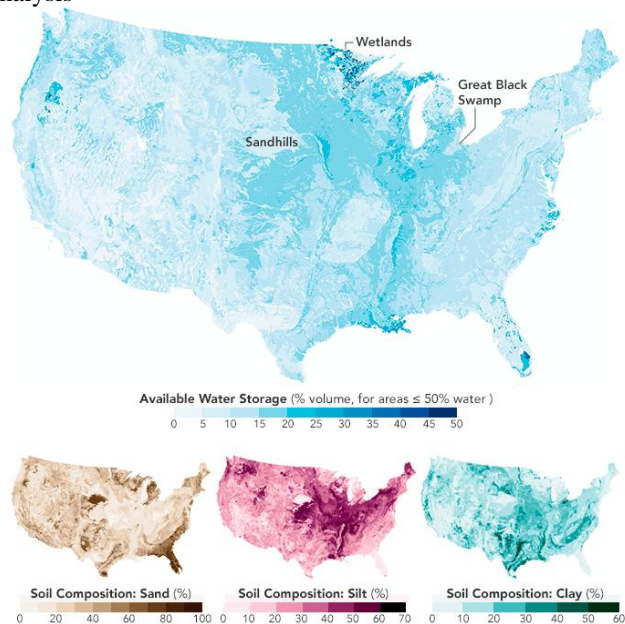 nalysis
Wetlands
Great Black
Swamp
Sandhills
Available Water Storage (% volume, for areas ≤ 50% water )
0 5 10 15 20 25 30 35 40 45 50
Soil Composition: Sand (%)
0 20 40 60 80 100
Soil Composition: Silt (%)
0 10 20 30 40 50 60 70
Soil Composition: Clay (%)
0 10 20 30 40 50 60